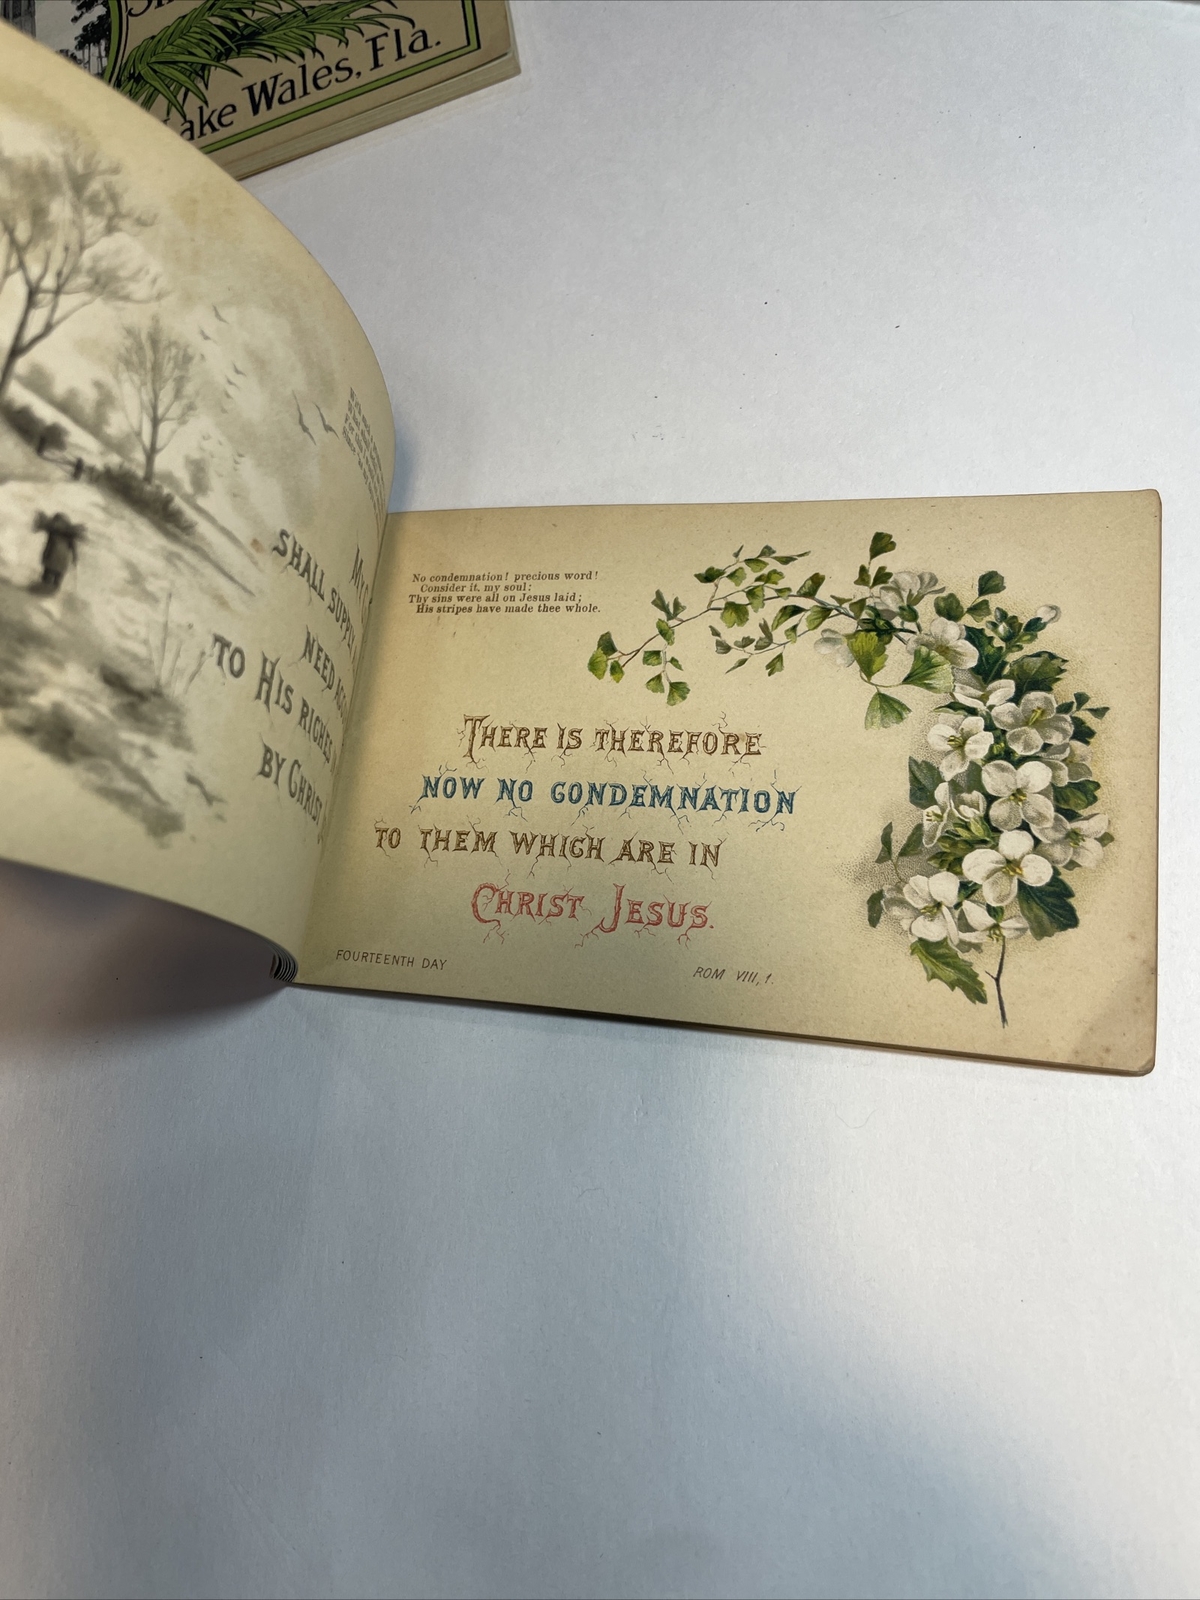 Lake Wales, Fla.
SHALL SUPPLY
NEED
TO HIS RICHES
BY CHRIST
No condemnation! precious word!
Consider it, my soul:
Thy sins were all on Jesus laid;
His stripes have made thee whole.
THERE IS THEREFORE
NOW NO CONDEMNATION
TO THEM WHICH ARE IN
CHRIST JESUS.
FOURTEENTH DAY
ROM VIII, 1.